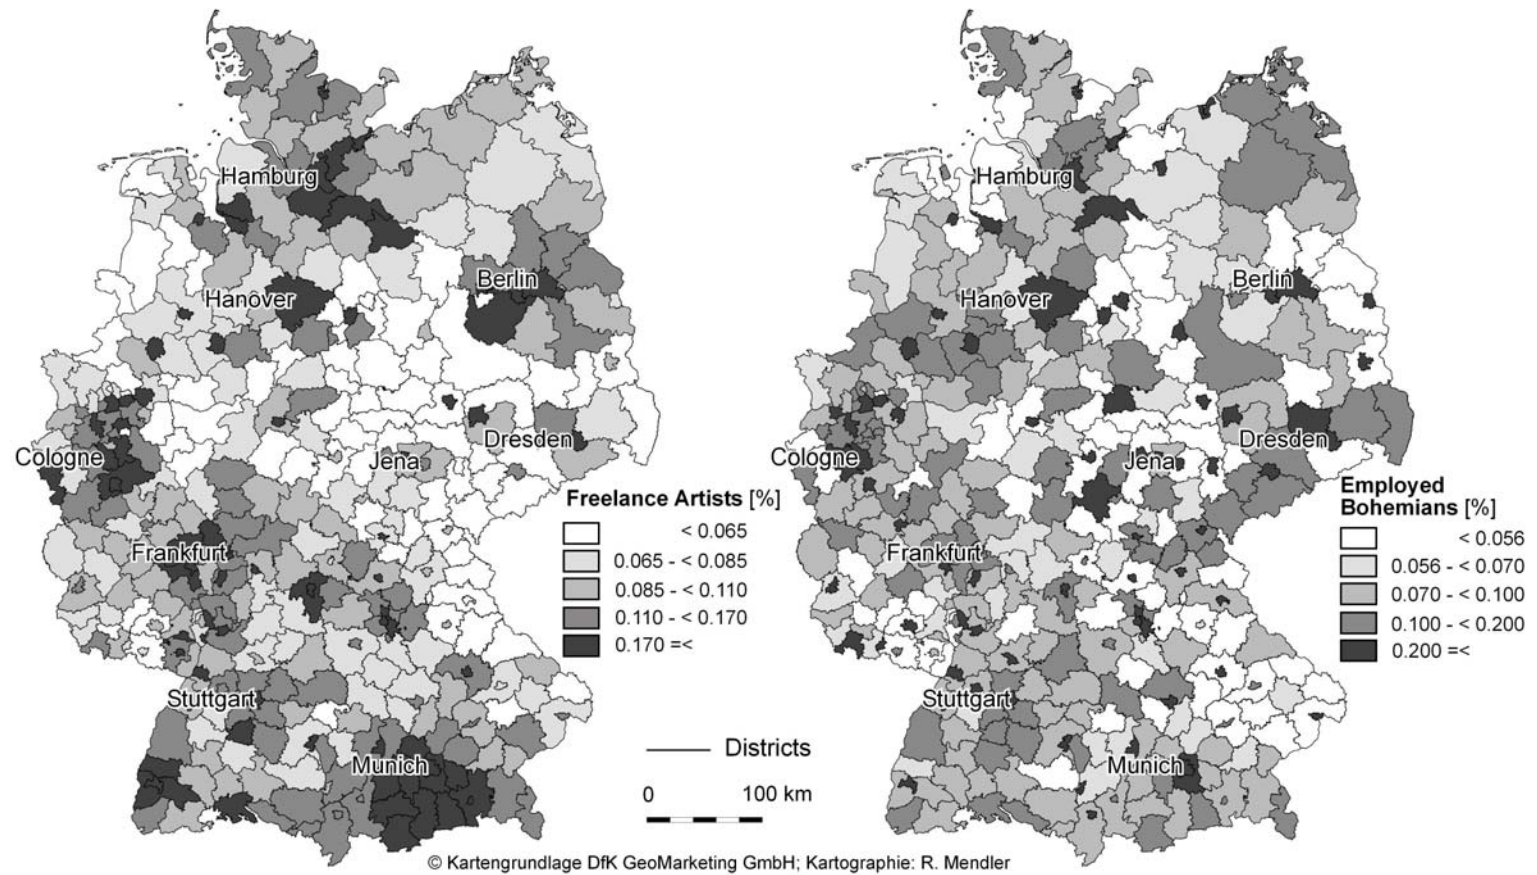 Hamburg
Berlin
Hanover
Dresden
Cologne
Jena
Freelance Artists [%]
< 0.065
0.065 - < 0.085
0.085 - < 0.110
0.110 - < 0.170
0.170 =<
Frankfurt
Stuttgart
Munich
Districts
0 100 km
Hamburg
Berlin
Hanover
Dresden
Cologne
Jena
Employed
Bohemians [%]
< 0.056
0.056 - < 0.070
0.070 - < 0.100
0.100 - < 0.200
0.200 =<
Frankfurt
Stuttgart
Munich
© Kartengrundlage DfK GeoMarketing GmbH; Kartographie: R. Mendler